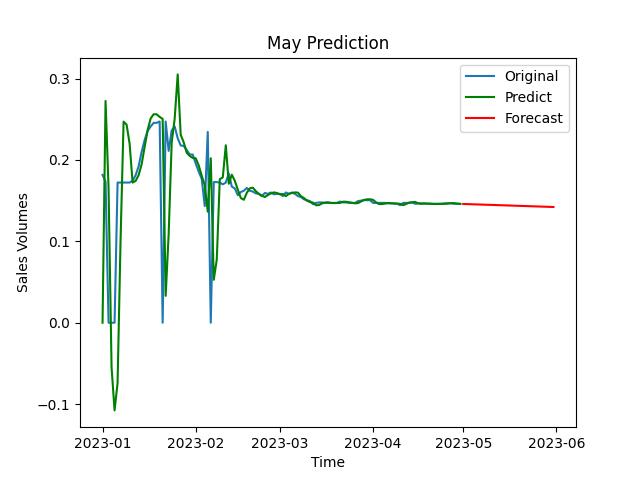 May Prediction
Original
Predict
Forecast
0.3
0.2
0.1
0.0
−0.1
Sales Volumes
2023-01 2023-02 2023-03 2023-04 2023-05 2023-06
Time